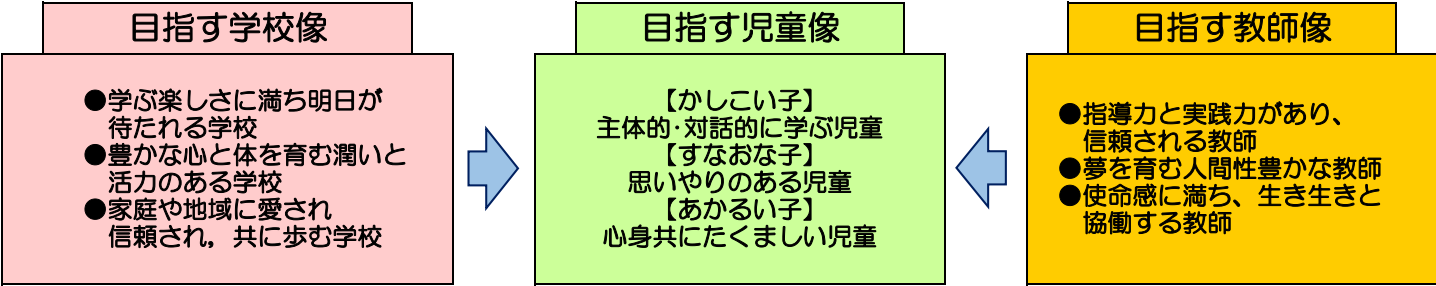 目指す学校像
●学ぶ楽しさに満ち明日が
待たれる学校
●豊かな心と体を育む潤いと
活力のある学校
●家庭や地域に愛され
信頼され，共に歩む学校
目指す児童像
【かしこい子】
主体的・対話的に学ぶ児童
【すなおな子】
思いやりのある児童
【あかるい子】
心身共にたくましい児童
目指す教師像
●指導力と実践力があり、
信頼される教師
●夢を育む人間性豊かな教師
●使命感に満ち、生き生きと
協働する教師